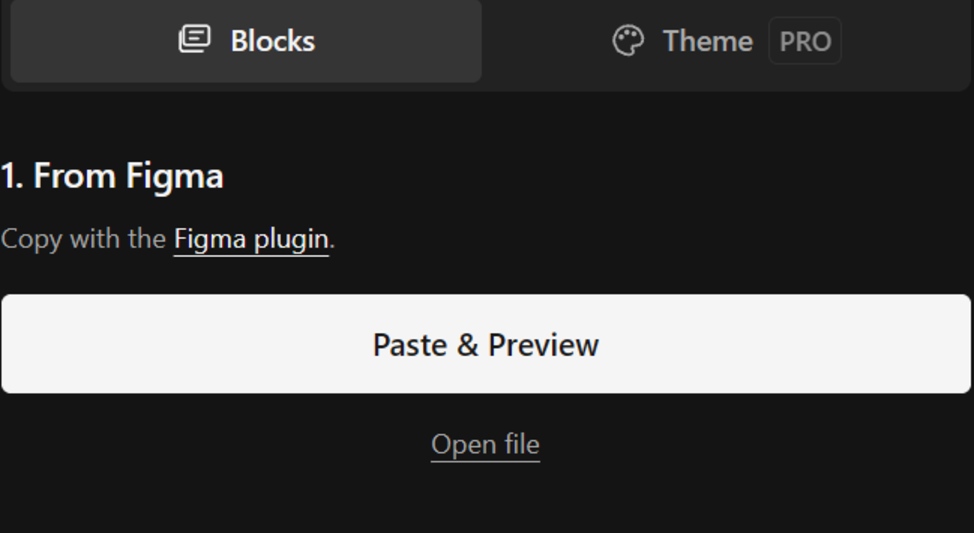 Blocks
Theme PRO
1. From Figma
Copy with the Figma plugin.
Paste & Preview
Open file